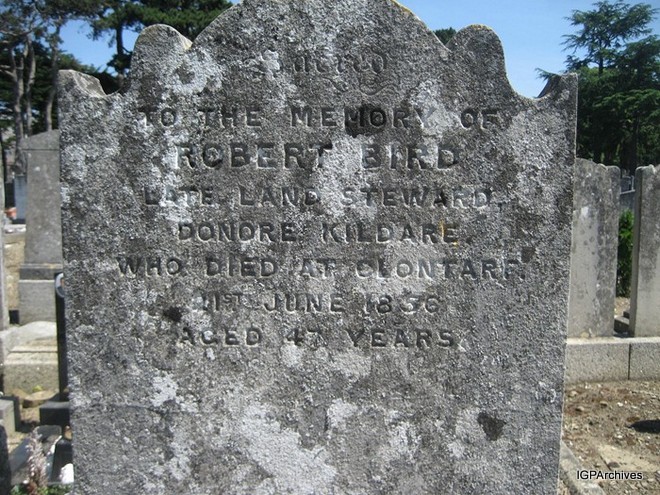 Sacred
TO THE MEMORY OF
ROBERT BIRD
LATE LAND STEWARD,
DONORE KILDARE,
WHO DIED AT CLONTARF,
JUNE
AGED 47 YEARS.
IGPArchives